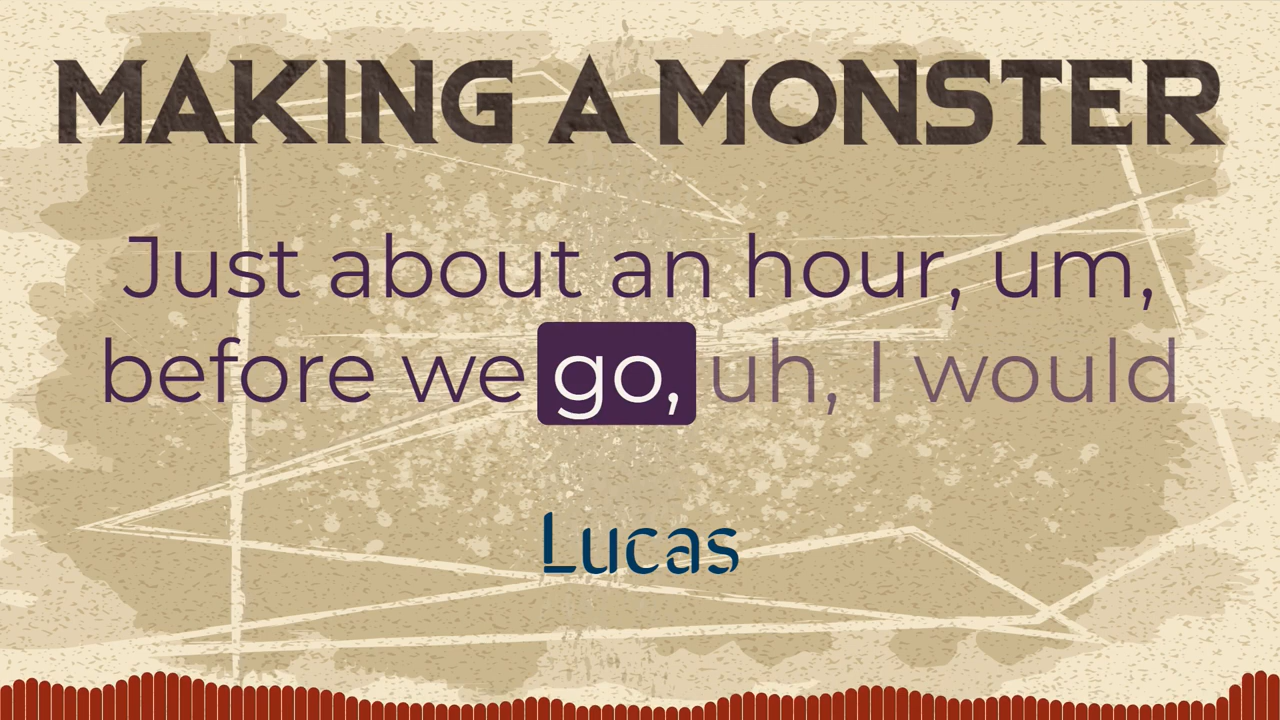 MAKING A MONSTER
Just about an hour, um,
before we go, uh, I would
Lucas